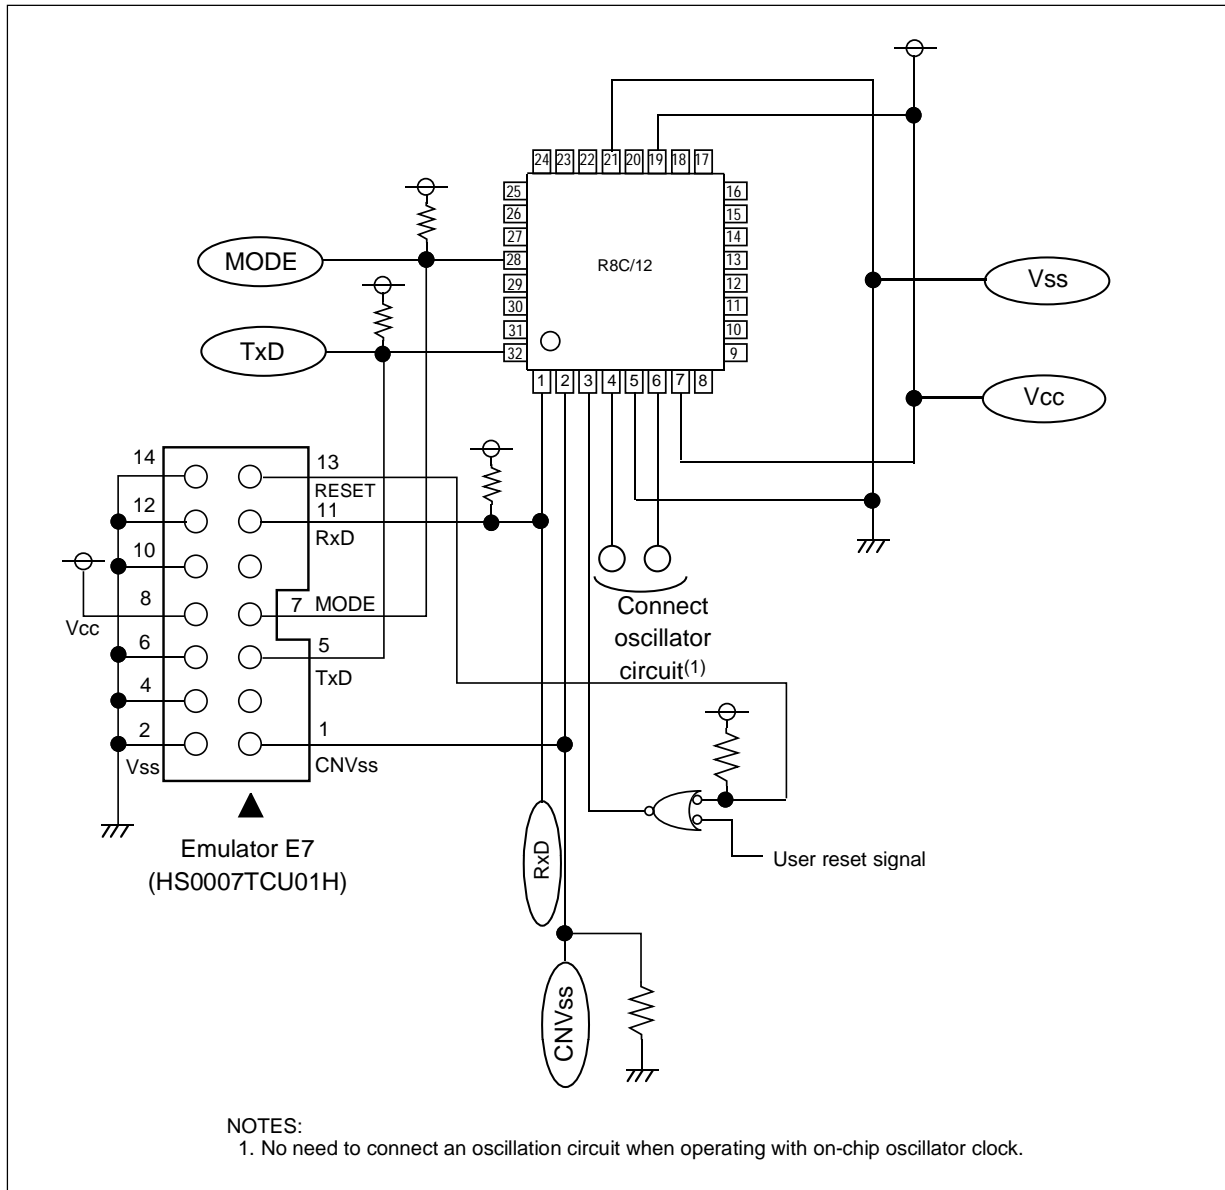 24 23 22 21 20 19 18 17
25
26
27
28
29
30
31
32
16
15
14
13
12
11
10
9
R8C/12
1 2 3 4 5 6 7 8
MODE
TxD
Vss
Vcc
14
12
10
8
Vcc
6
4
2
Vss
13
RESET
11
RxD
7 MODE
5
TxD
1
CNVss
Connect
oscillator
circuit(1)
Emulator E7
(HS0007TCU01H)
RxD
User reset signal
CNVss
NOTES:
1. No need to connect an oscillation circuit when operating with on-chip oscillator clock.